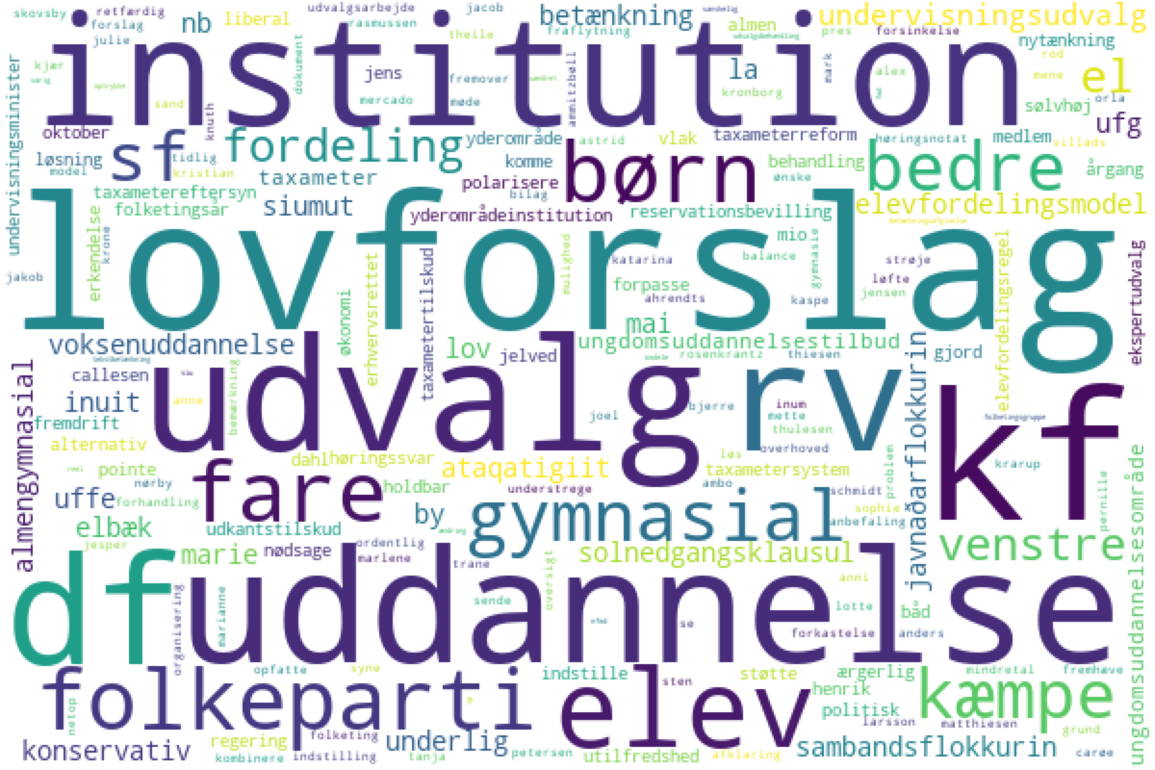 skovsby retfærdig udvalgsarbejde jacob betænkning undervisningsudvalg
forslag nb liberal rasmussen theile fraflytning almen pres forsinkelse
julie institution nytænkning
undervisningsminister kjær dokument jens fremover ammitzbøll la mark alex rod mene el
sand mercado møde kronborg sølvhøj orla
oktober knuth fordeling yderområde astrid vlak taxameterreform høringsnotat medlem villads ufg
løsning sf tidlig komme børn behandling bedre årgang
model kristian taxameter polarisere bilag ønske
taxametereftersyn siumut yderområdeinstitution reservationsbevilling elevfordelingsmodel
folketingsår
lovforslag
erkendelse krone mulighed katarina mio balance gymnasie strøje ekspertudvalg
jakob økonomi erhvervsrettet taxametertilskud forpasse ahrendts kaspe løfte jensen elevfordelingsregel
mai
voksenuddannelse lov jelved ungdomsuddannelsestilbud gjord
rosenkrantz thiesen
callesen udvalg rv kf
almengymnasial inuit anne bemærkning joel bjerre inum mette javnaðarflokkurin
fremdrift thulesen
alternativ dahl høringssvar ataqatigiit løs overhoved
pointe fare holdbar understrege ambo taxametersystem problem krarup
uffe nørby forhandling by gymnasial schmidt sophie pernille
elbæk udkantstilskud anbefaling ungdomsuddannelsesområde
jesper marie nødsage ordentlig marlene trane solnedgangsklausul venstre
df uddannelse
organisering marianne oversigt sende se anni lotte båd
forkastelse anders
opfatte syne indstille støtte ærgerlig mindretal fremhæve
folkeparti elev sten henrik kæmpe
netop folketing politisk
larsson matthiesen grund
konservativ regering underlig sambandsflokkurin carøe
kombinere indstilling tanja petersen utilfredshed afklaring